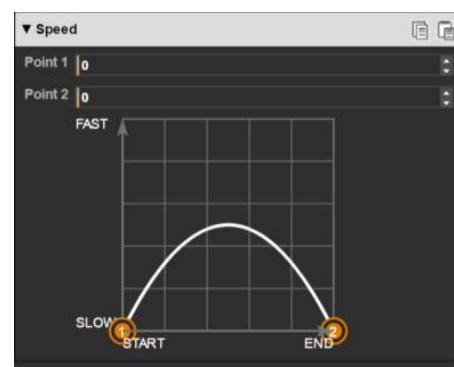 ▼ Speed
Point 1 0
Point 2 0
FAST
SLOW
1 2
START END